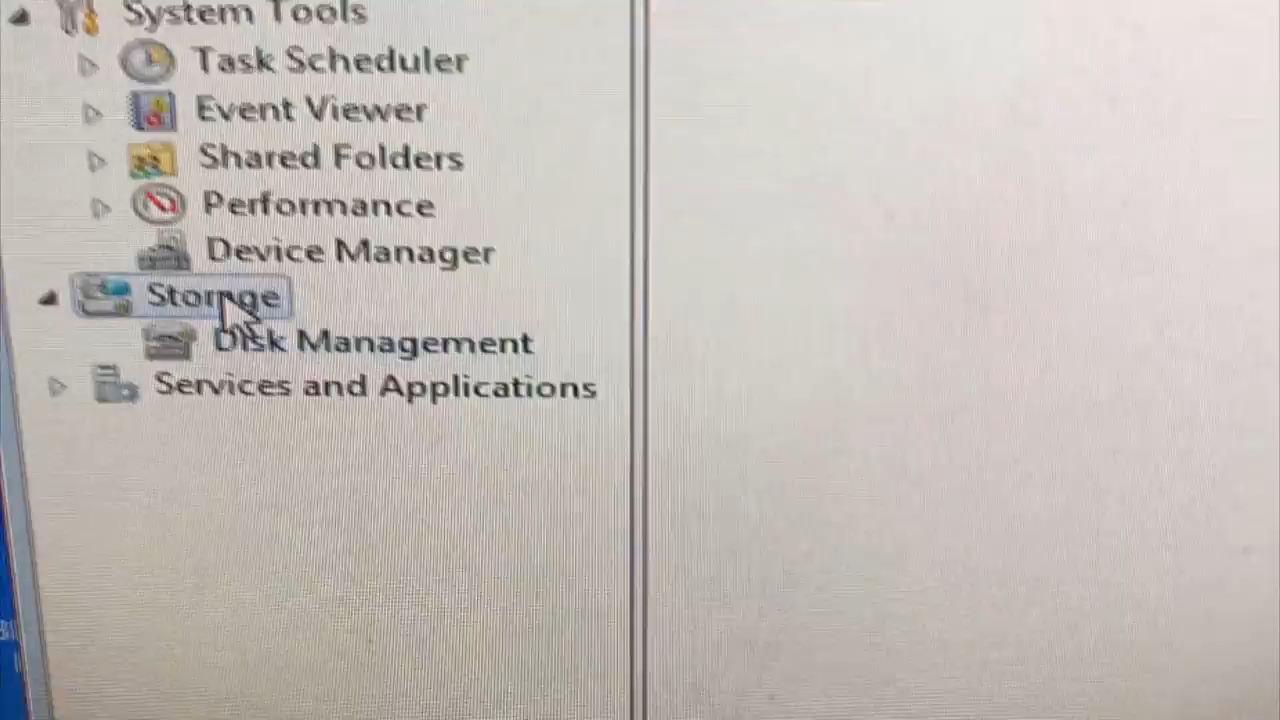 System Tools
Task Scheduler
Event Viewer
Shared Folders
Performance
Device Manager
Storage
Disk Management
Services and Applications